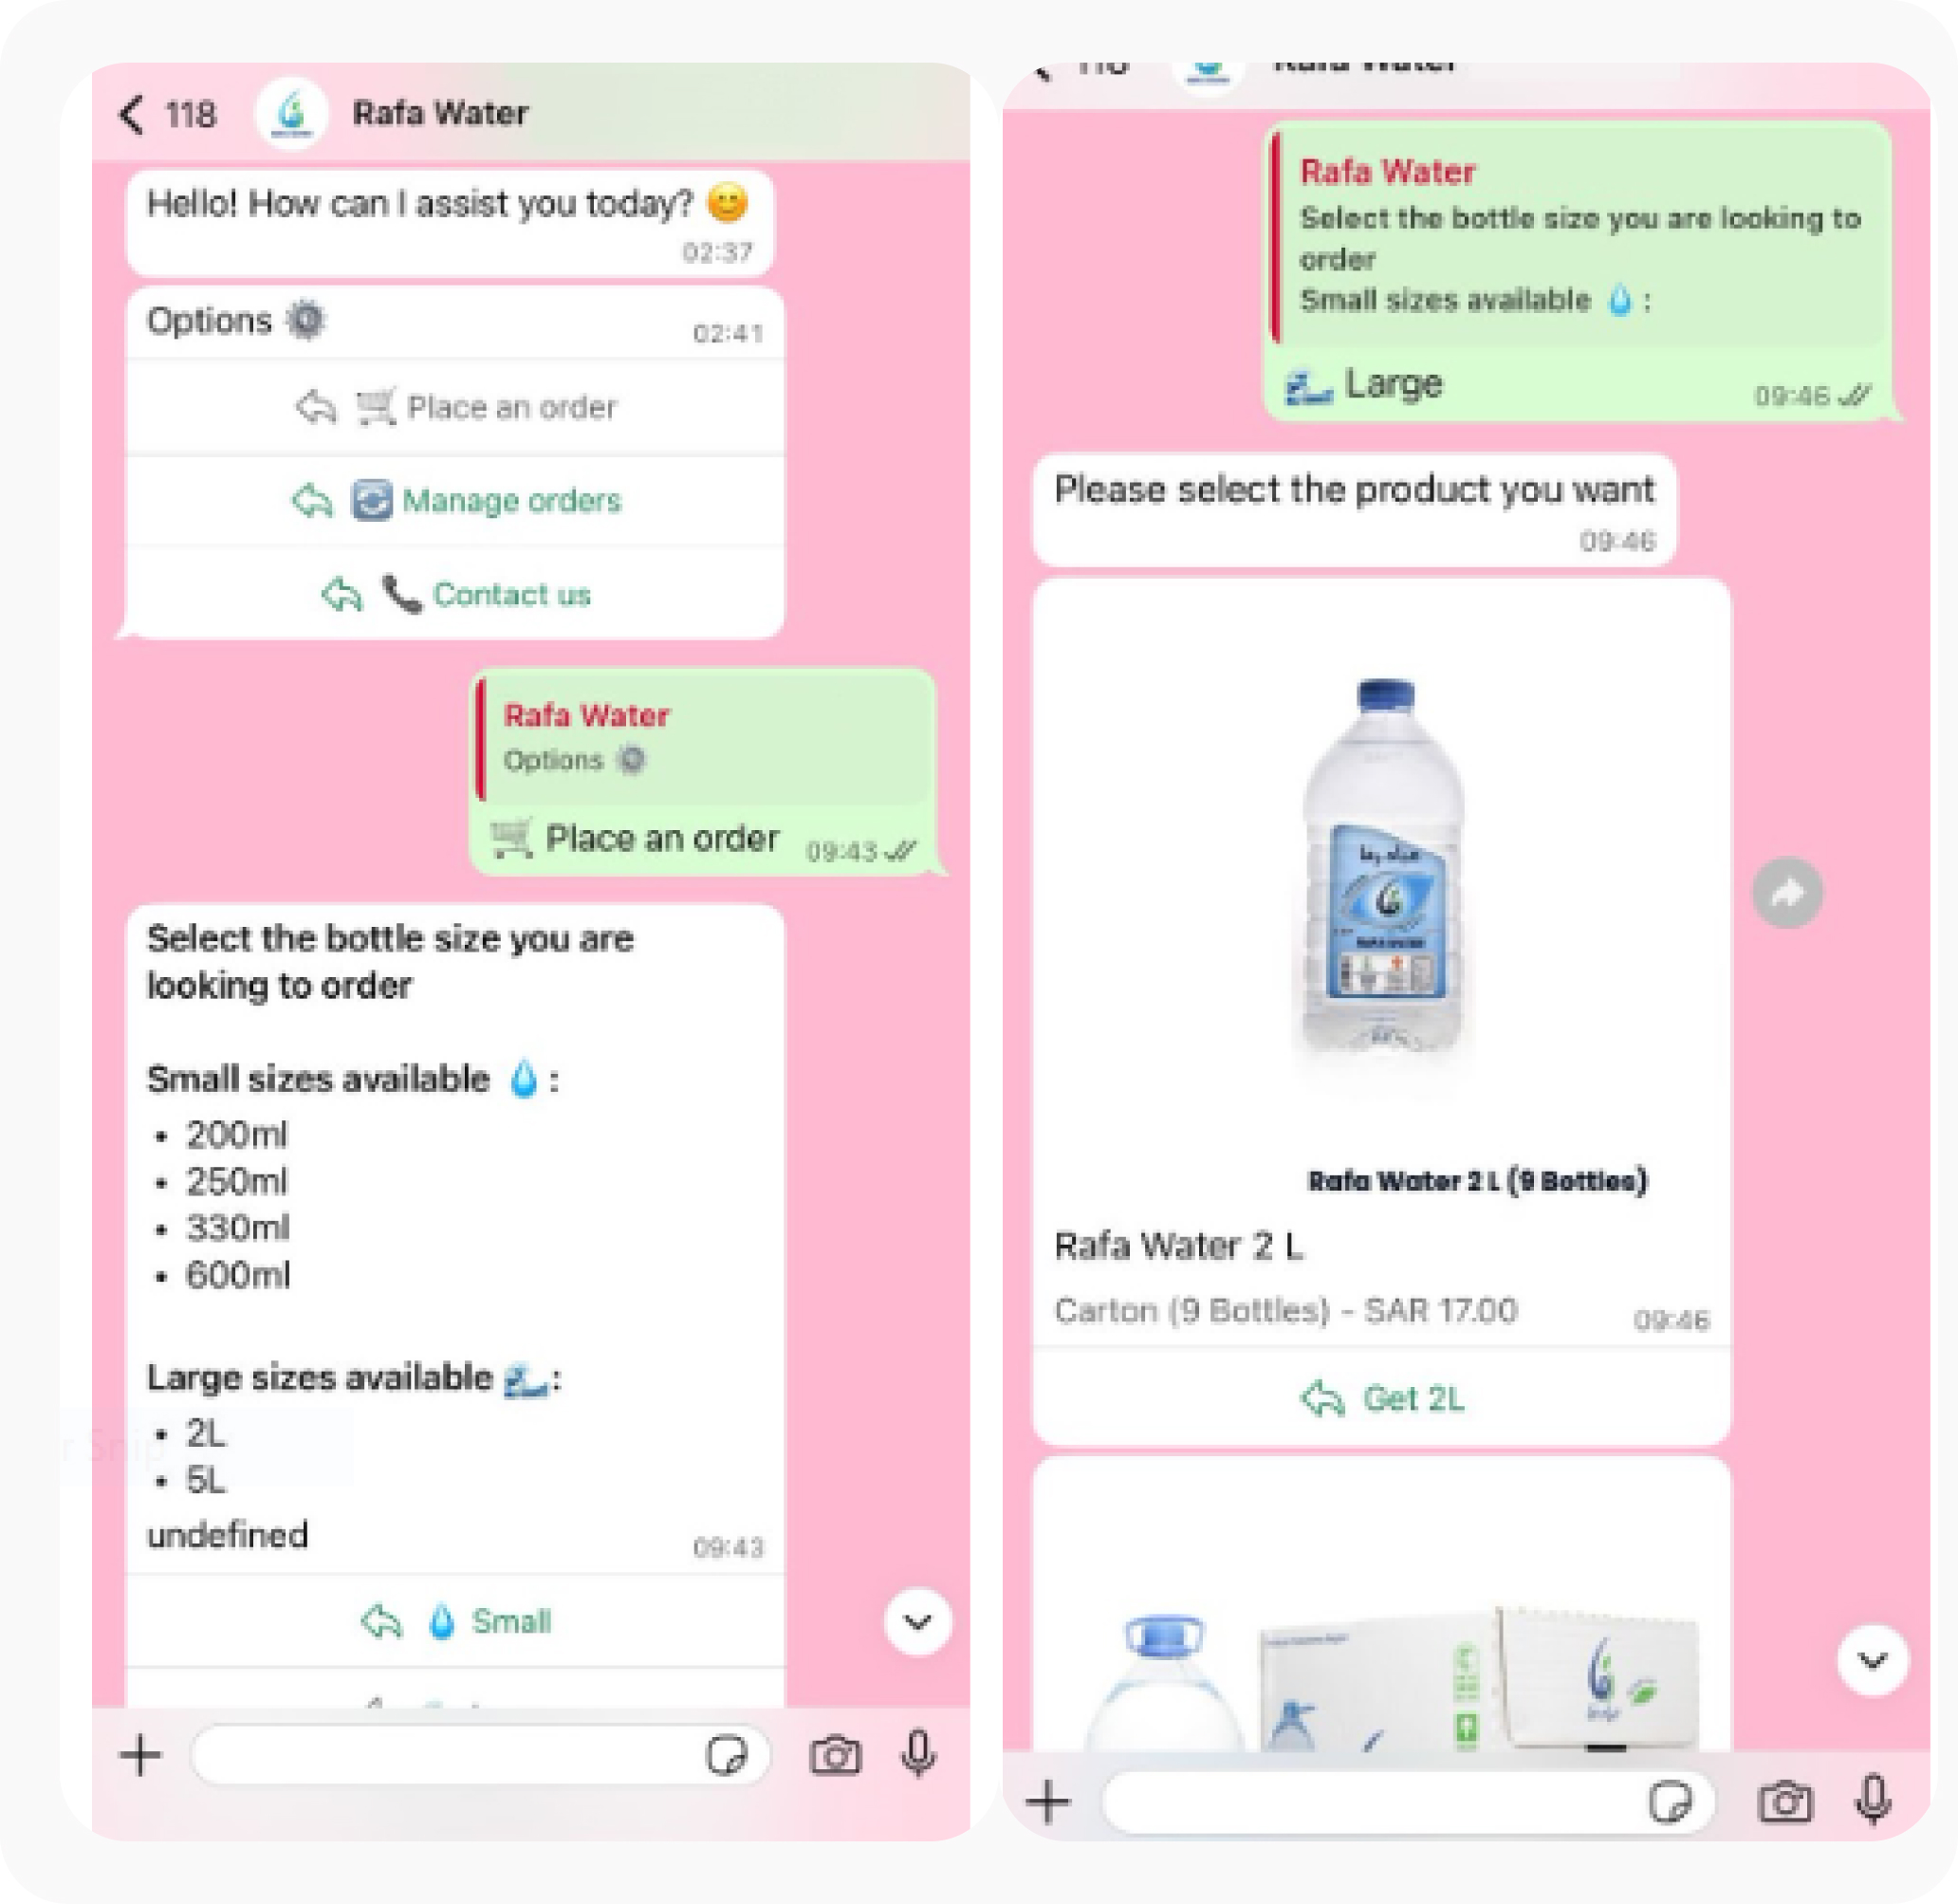 118
Rafa Water
Hello! How can I assist you today? 😊
02:37
Options ⚙️
02:41
🛒 Place an order
🔄 Manage orders
📞 Contact us
Rafa Water
Options ⚙️
🛒 Place an order
09:43
Select the bottle size you are
looking to order
Small sizes available 💧 :
• 200ml
• 250ml
• 330ml
• 600ml
Large sizes available 🌊:
• 2L
• 5L
undefined
09:43
💧 Small
118
Rafa Water
Rafa Water
Select the bottle size you are looking to
order
Small sizes available 💧 :
🌊 Large
09:46
Please select the product you want
09:46
RAFA WATER
Rafa Water 2 L (9 Bottles)
Rafa Water 2 L
Carton (9 Bottles) - SAR 17.00
09:46
Get 2L